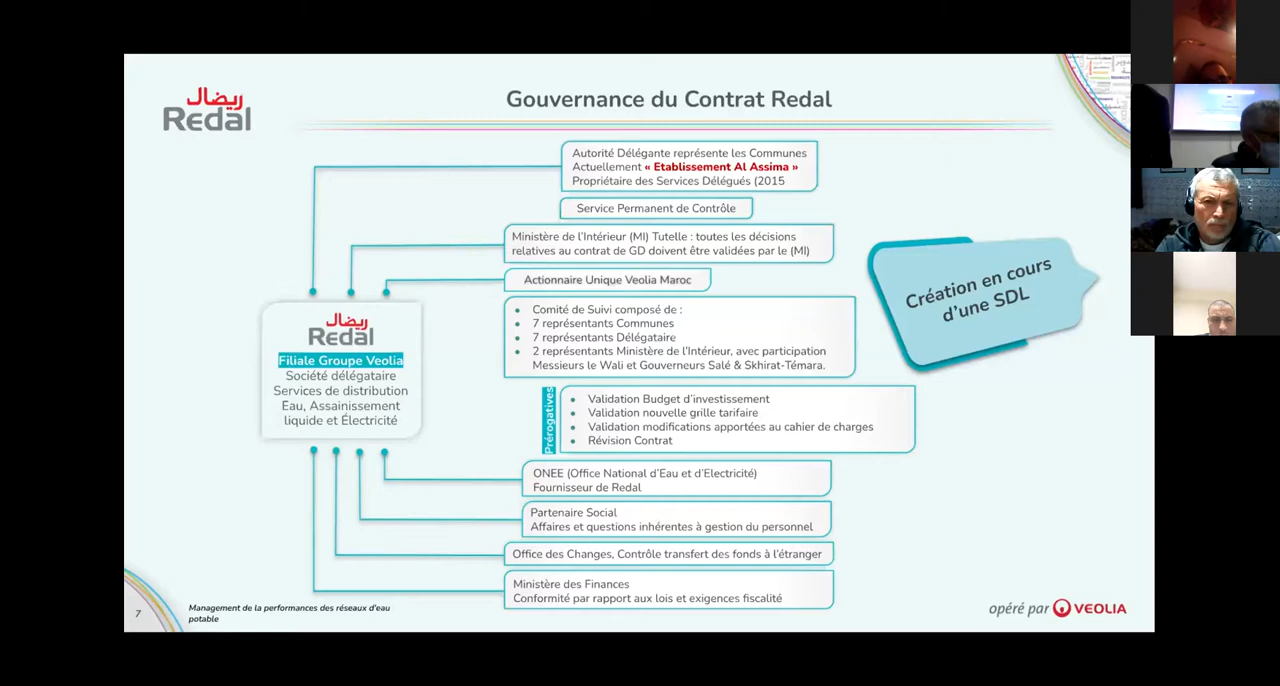 ريضال
Redal
Gouvernance du Contrat Redal
Autorité Délégante représente les Communes
Actuellement « Etablissement Al Assima »
Propriétaire des Services Délégués (2015
Service Permanent de Contrôle
Ministère de l'Intérieur (MI) Tutelle : toutes les décisions
relatives au contrat de GD doivent être validées par le (MI)
Actionnaire Unique Veolia Maroc
Création en cours
d'une SDL
ريضال
Redal
Filiale Groupe Veolia
Société délégataire
Services de distribution
Eau, Assainissement
liquide et Électricité
• Comité de Suivi composé de :
• 7 représentants Communes
• 7 représentants Délégataire
• 2 représentants Ministère de l'Intérieur, avec participation
Messieurs le Wali et Gouverneurs Salé & Skhirat-Témara.
Prérogatives
• Validation Budget d'investissement
• Validation nouvelle grille tarifaire
• Validation modifications apportées au cahier de charges
• Révision Contrat
ONEE (Office National d'Eau et d'Electricité)
Fournisseur de Redal
Partenaire Social
Affaires et questions inhérentes à gestion du personnel
Office des Changes, Contrôle transfert des fonds à l'étranger
Ministère des Finances
Conformité par rapport aux lois et exigences fiscalité
7
Management de la performances des réseaux d'eau
potable
opéré par VEOLIA